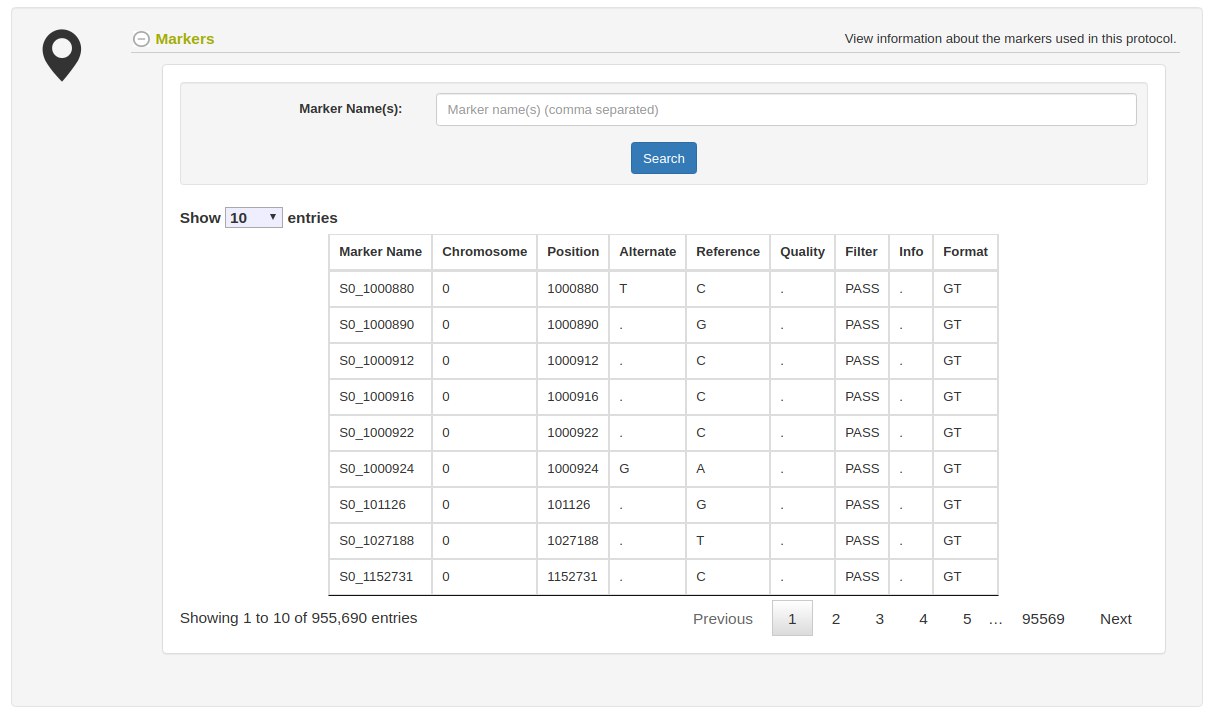 Markers View information about the markers used in this protocol.
Marker Name(s): Marker name(s) (comma separated)
Search
Show 10 entries
Marker Name Chromosome Position Alternate Reference Quality Filter Info Format
S0_1000880 0 1000880 T C . PASS . GT
S0_1000890 0 1000890 . G . PASS . GT
S0_1000912 0 1000912 . C . PASS . GT
S0_1000916 0 1000916 . C . PASS . GT
S0_1000922 0 1000922 . C . PASS . GT
S0_1000924 0 1000924 G A . PASS . GT
S0_101126 0 101126 . G . PASS . GT
S0_1027188 0 1027188 . T . PASS . GT
S0_1152731 0 1152731 . C . PASS . GT
Showing 1 to 10 of 955,690 entries Previous 1 2 3 4 5 … 95569 Next